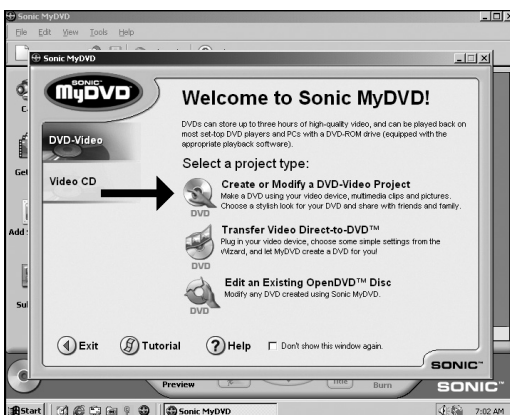 Sonic MyDVD
File Edit View Tools Help
Sonic MyDVD
SONIC
MyDVD
DVD-Video
Video CD
Welcome to Sonic MyDVD!
DVDs can store up to three hours of high-quality video, and can be played back on
most set-top DVD players and PCs with a DVD-ROM drive (equipped with the
appropriate playback software).
Select a project type:
Create or Modify a DVD-Video Project
Make a DVD using your video device, multimedia clips and pictures.
Choose a stylish look for your DVD and share with friends and family.
DVD
Transfer Video Direct-to-DVD™
Plug in your video device, choose some simple settings from the
Wizard, and let MyDVD create a DVD for you!
DVD
Edit an Existing OpenDVD™ Disc
Modify any DVD created using Sonic MyDVD.
DVD
Exit Tutorial Help Don't show this window again.
SONIC™
Get
Add
Su
Preview Title Burn
SONIC™
Start Sonic MyDVD 7:02 AM